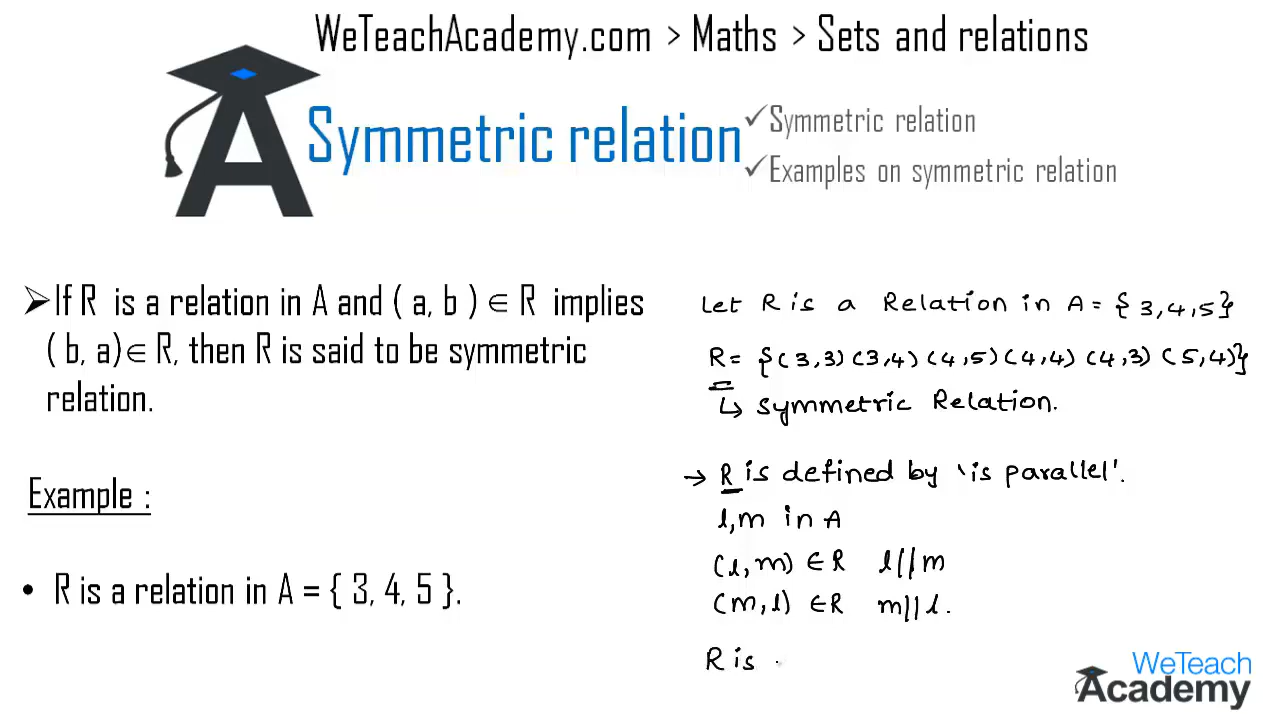 WeTeachAcademy.com > Maths > Sets and relations
Symmetric relation
✓Symmetric relation
✓Examples on symmetric relation
➢If R is a relation in A and ( a, b ) ∈ R implies
( b, a)∈ R, then R is said to be symmetric
relation.
Example :
• R is a relation in A = { 3, 4, 5 }.
Let R is a Relation in A = { 3,4,5}
R = {(3,3) (3,4) (4,5) (4,4) (4,3) (5,4)}
↳ Symmetric Relation.
→ R is defined by 'is parallel'.
l,m in A
(l,m) ∈ R l//m
(m,l) ∈ R m//l.
R is
WeTeach
Academy